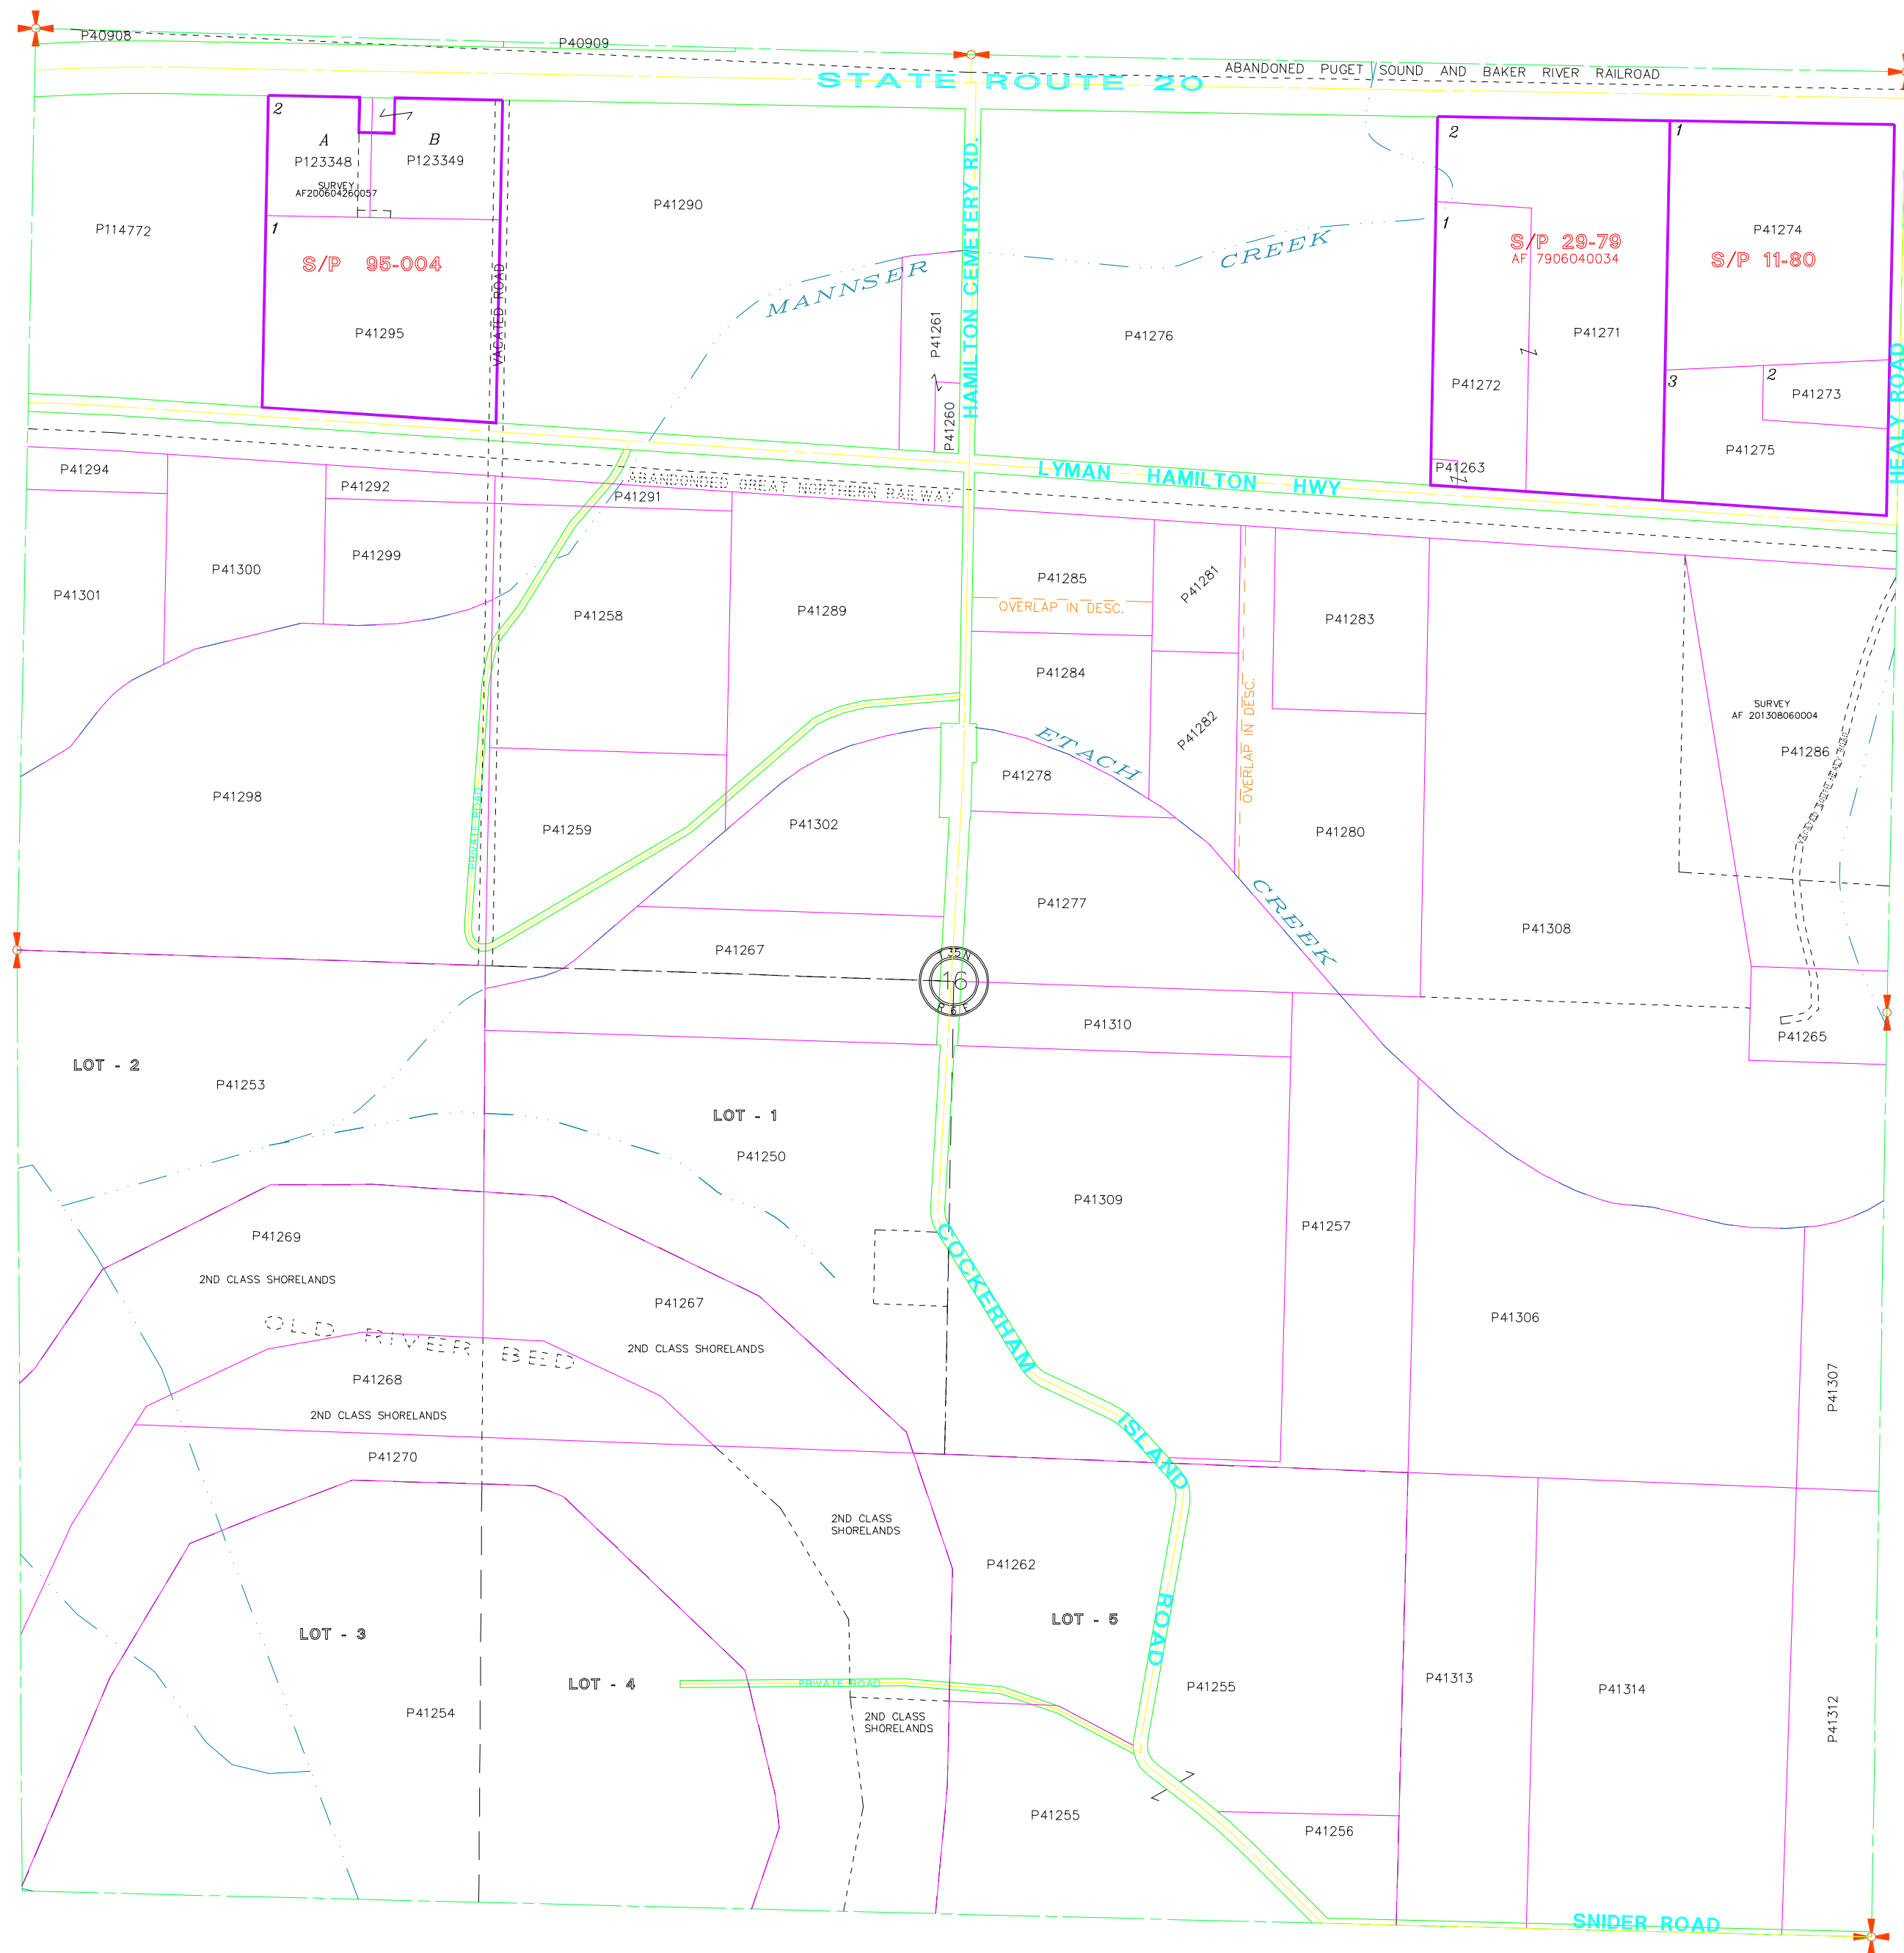 P40908
P40909
ABANDONED PUGET SOUND AND BAKER RIVER RAILROAD
STATE ROUTE 20
2
A
B
P123348
P123349
SURVEY
AF200604260057
P114772
1
S/P 95-004
P41295
VACATED ROAD
P41290
MANNSER CREEK
P41261
P41260
HAMILTON CEMETERY RD.
P41276
2
1
S/P 29-79
AF 7906040034
P41271
P41272
P41263
1
P41274
S/P 11-80
3
2
P41273
P41275
HEALY ROAD
LYMAN HAMILTON HWY
ABANDONDED GREAT NORTHERN RAILWAY
P41294
P41292
P41291
P41301
P41300
P41299
P41258
P41289
P41285
OVERLAP IN DESC.
P41281
P41283
P41284
P41282
OVERLAP IN DESC.
SURVEY
AF 201308060004
P41286
ETACH CREEK
P41278
P41298
PRIVATE ROAD
P41259
P41302
P41280
P41277
P41308
P41267
T 35 N
16
R 6 E
P41310
P41265
LOT - 2
P41253
LOT - 1
P41250
P41309
P41257
P41269
2ND CLASS SHORELANDS
COCKERHAM ISLAND ROAD
OLD RIVER BED
P41267
2ND CLASS SHORELANDS
P41306
P41307
P41268
2ND CLASS SHORELANDS
P41270
2ND CLASS
SHORELANDS
P41262
LOT - 5
LOT - 3
LOT - 4
PRIVATE ROAD
P41254
2ND CLASS
SHORELANDS
P41255
P41313
P41314
P41312
P41255
P41256
SNIDER ROAD